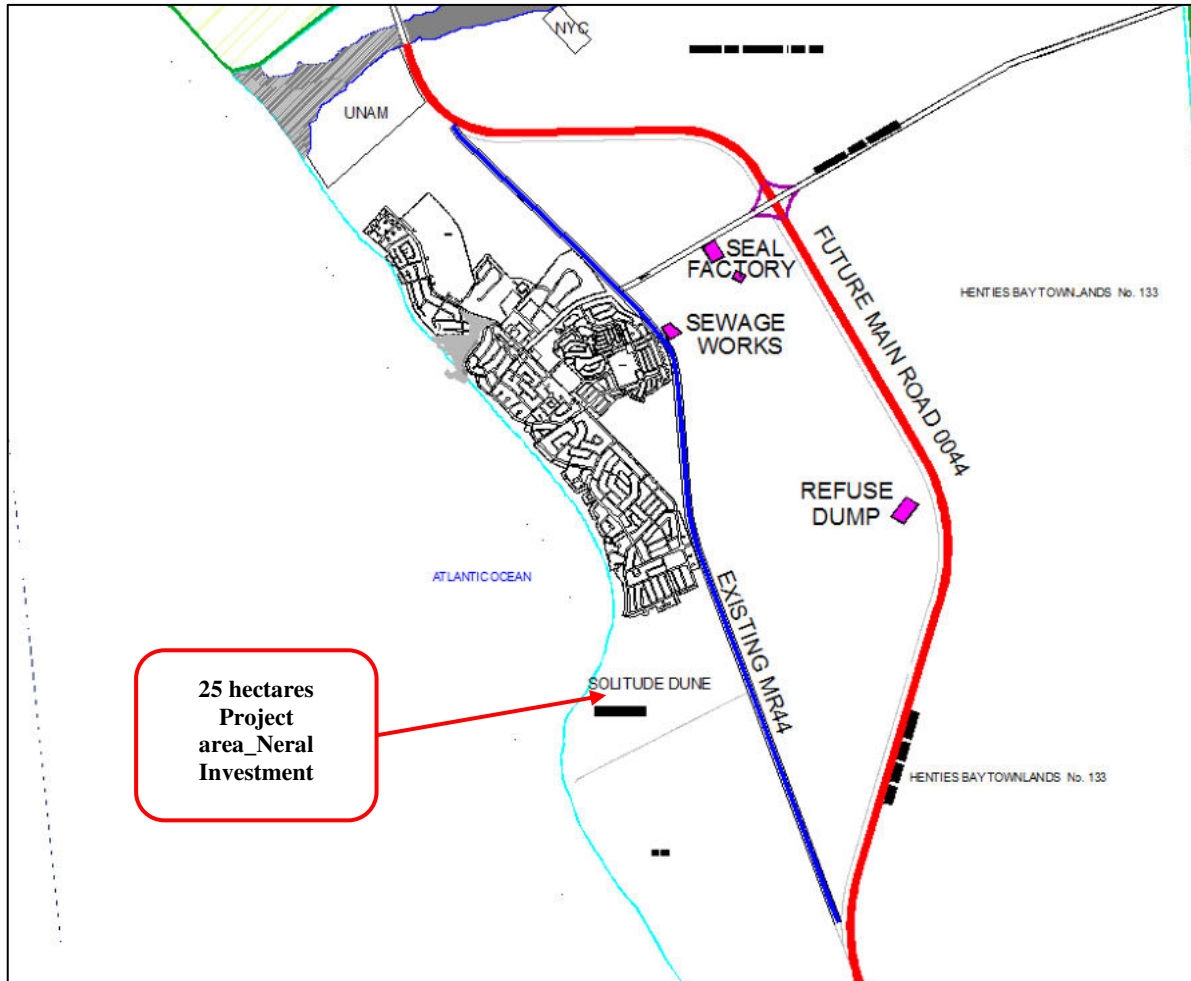 NYC
UNAM
SEAL
FACTORY
FUTURE MAIN ROAD 0044
HENTIES BAY TOWNLANDS No. 133
SEWAGE
WORKS
REFUSE
DUMP
ATLANTIC OCEAN
EXISTING MR44
SOLITUDE DUNE
25 hectares
Project
area_Neral
Investment
HENTIES BAY TOWNLANDS No. 133